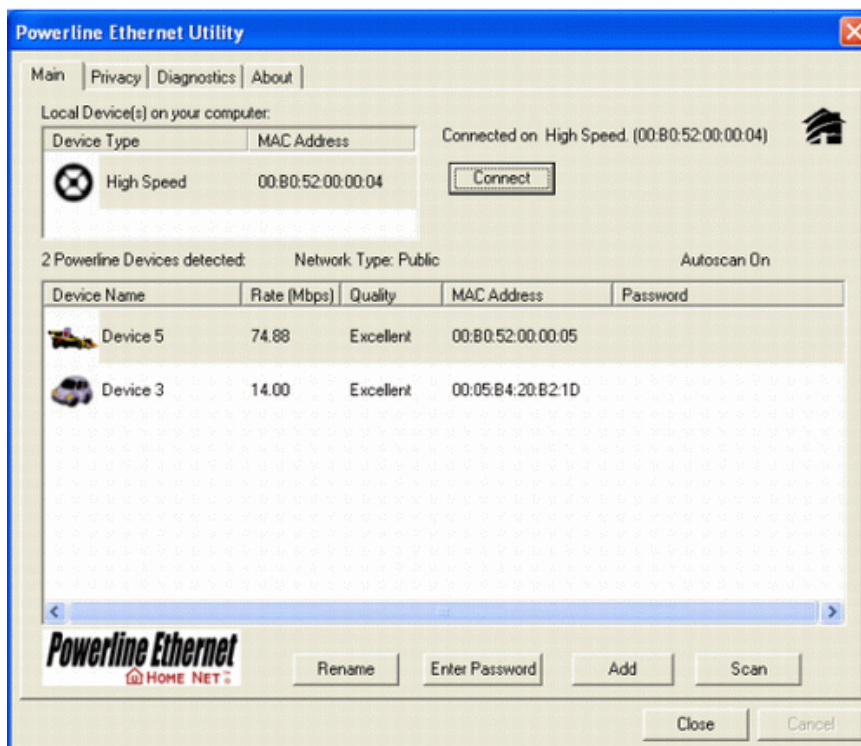 Powerline Ethernet Utility
Main Privacy Diagnostics About
Local Device(s) on your computer:
Device Type MAC Address
Connected on High Speed. (00:B0:52:00:00:04)
High Speed 00:B0:52:00:00:04
Connect
2 Powerline Devices detected: Network Type: Public Autoscan On
Device Name Rate (Mbps) Quality MAC Address Password
Device 5 74.88 Excellent 00:B0:52:00:00:05
Device 3 14.00 Excellent 00:05:B4:20:B2:1D
Powerline Ethernet
HOME NET
Rename Enter Password Add Scan
Close Cancel